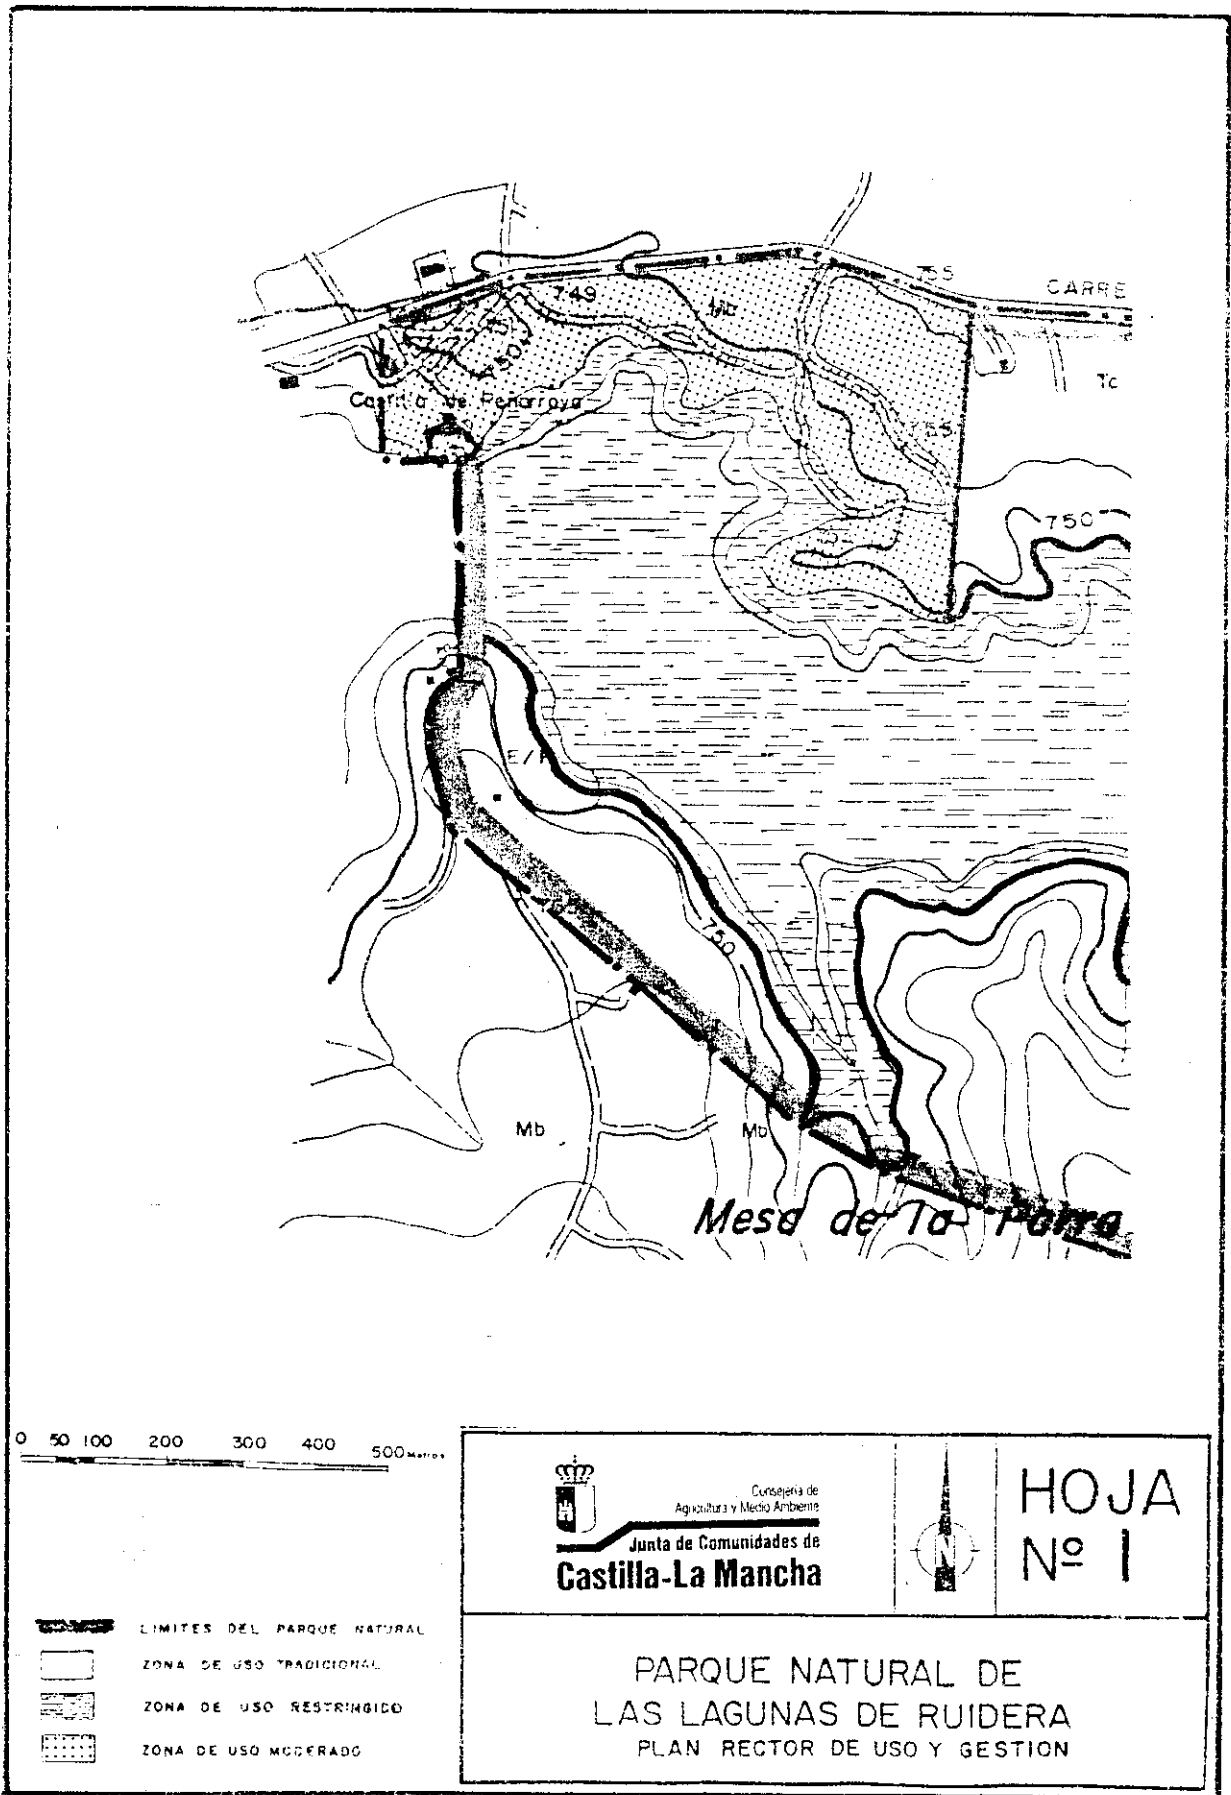 755
CARRE
749
Mb
750
Tc
Castillo de Peñarroya
755
750
E/
750
Mb
Mb
Mesa de la Parra
0 50 100 200 300 400 500 Metros
Consejería de
Agricultura y Medio Ambiente
Junta de Comunidades de
Castilla-La Mancha
N
HOJA
Nº 1
LIMITES DEL PARQUE NATURAL
ZONA DE USO TRADICIONAL
ZONA DE USO RESTRINGIDO
ZONA DE USO MODERADO
PARQUE NATURAL DE
LAS LAGUNAS DE RUIDERA
PLAN RECTOR DE USO Y GESTION